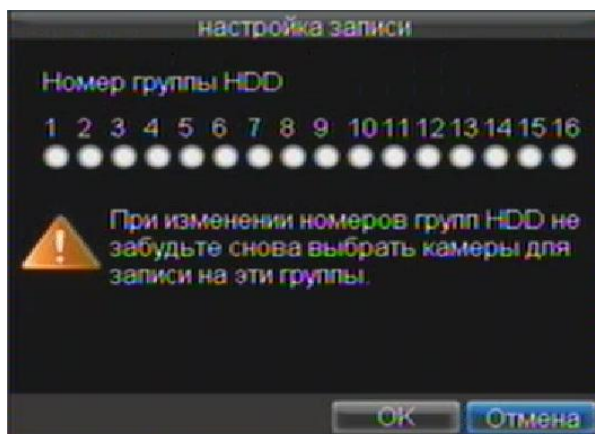 настройка записи
Номер группы HDD
1 2 3 4 5 6 7 8 9 10 11 12 13 14 15 16
При изменении номеров групп HDD не
забудьте снова выбрать камеры для
записи на эти группы.
OK Отмена